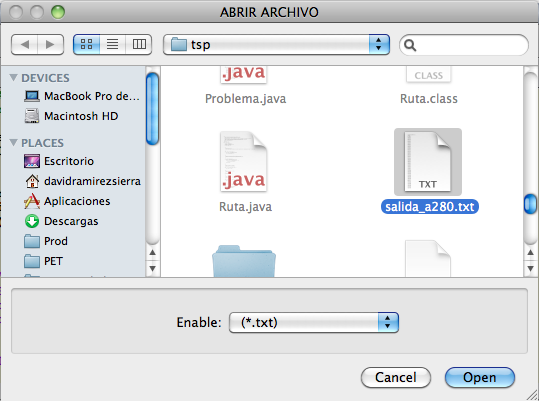 ABRIR ARCHIVO
tsp
DEVICES
MacBook Pro de...
Macintosh HD
PLACES
Escritorio
davidramirezsierra
Aplicaciones
Descargas
Prod
PET
.java
CLASS
Problema.java
Ruta.class
.java
TXT
Ruta.java
salida_a280.txt
Enable:
(*.txt)
Cancel
Open